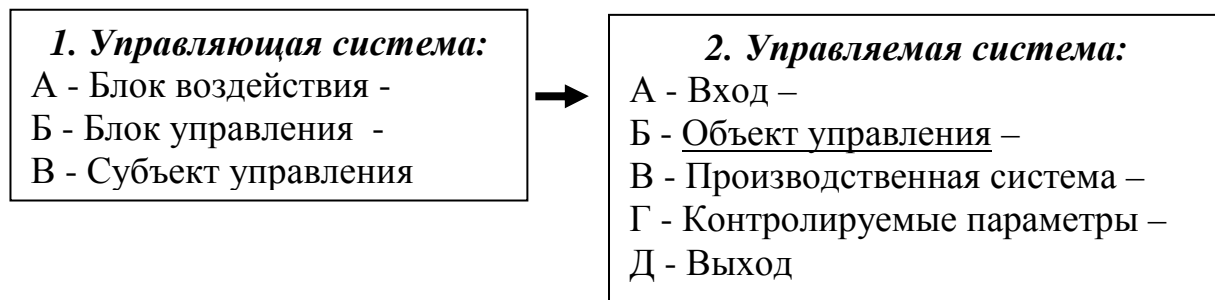 1. Управляющая система:
А - Блок воздействия -
Б - Блок управления -
В - Субъект управления
2. Управляемая система:
А - Вход –
Б - Объект управления –
В - Производственная система –
Г - Контролируемые параметры –
Д - Выход